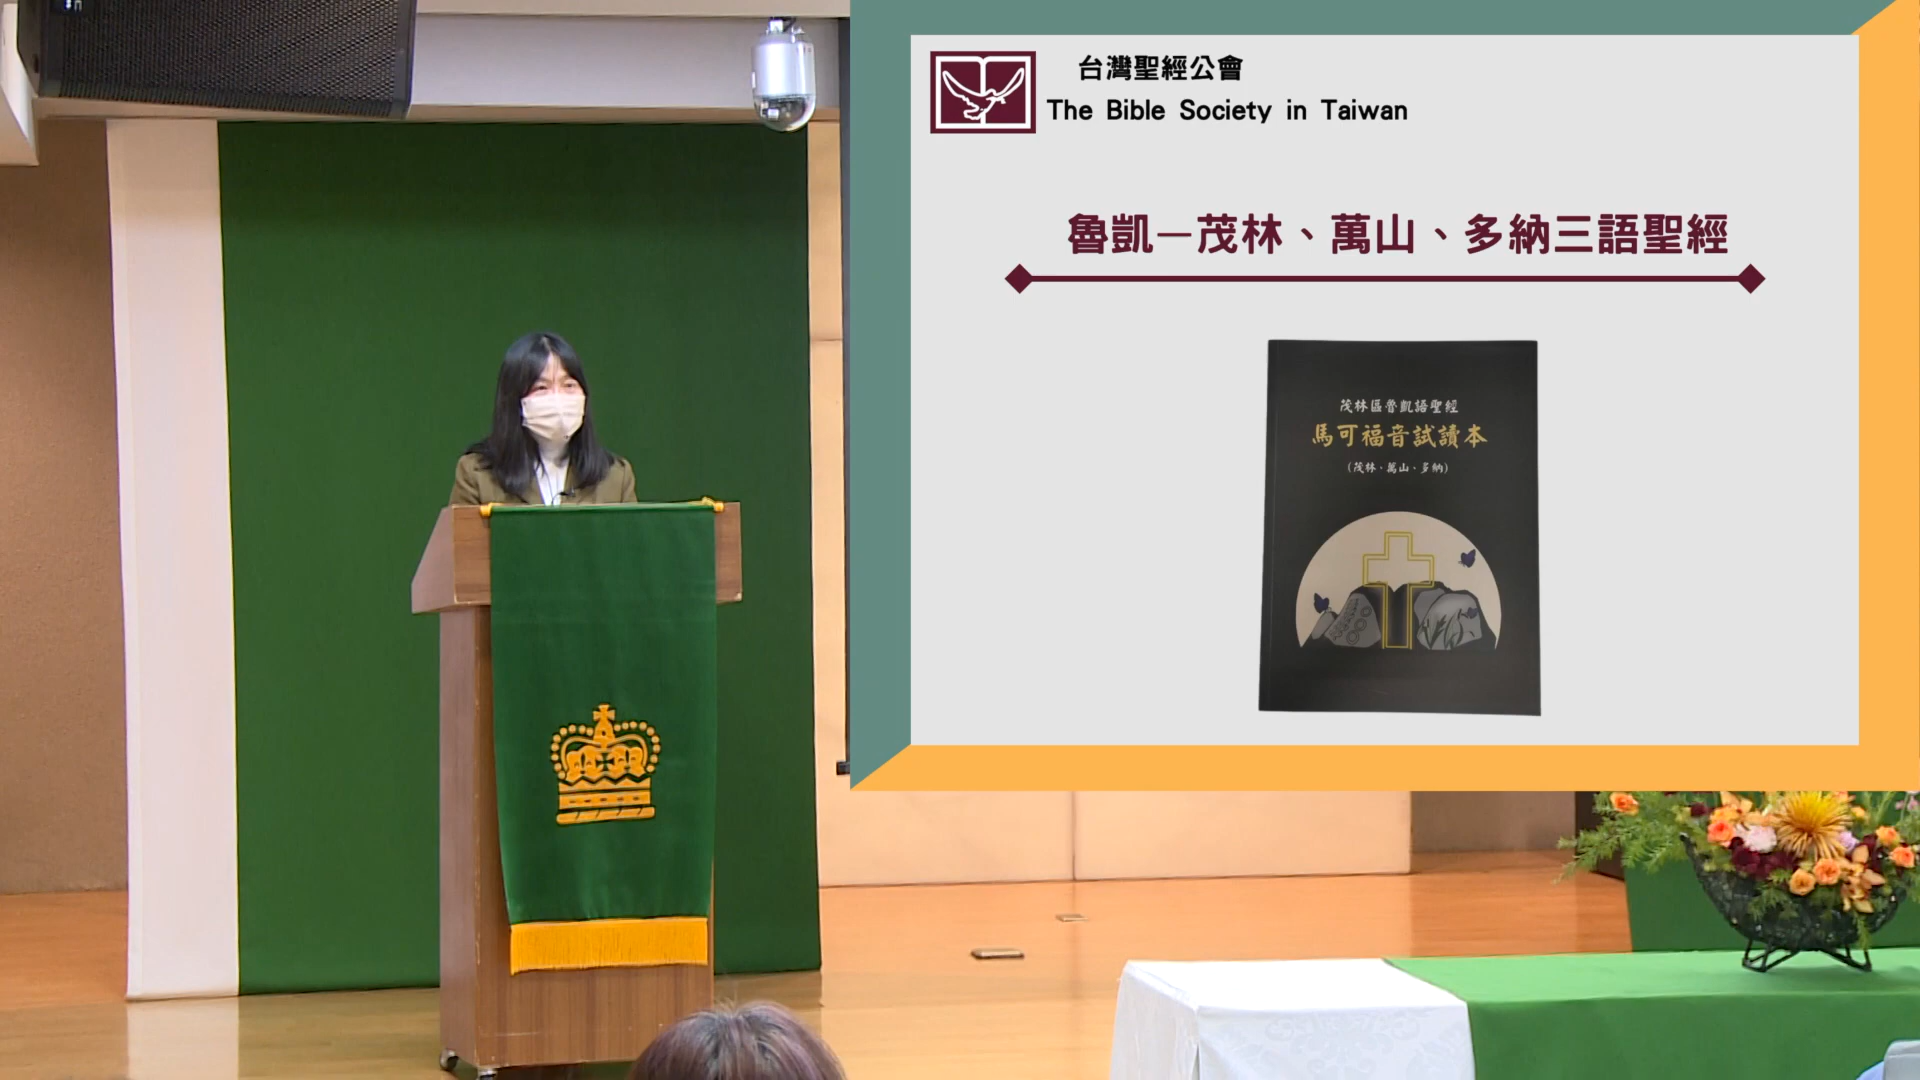 台灣聖經公會
The Bible Society in Taiwan
魯凱—茂林、萬山、多納三語聖經
茂林區魯凱語聖經
馬可福音試讀本
(茂林、萬山、多納)